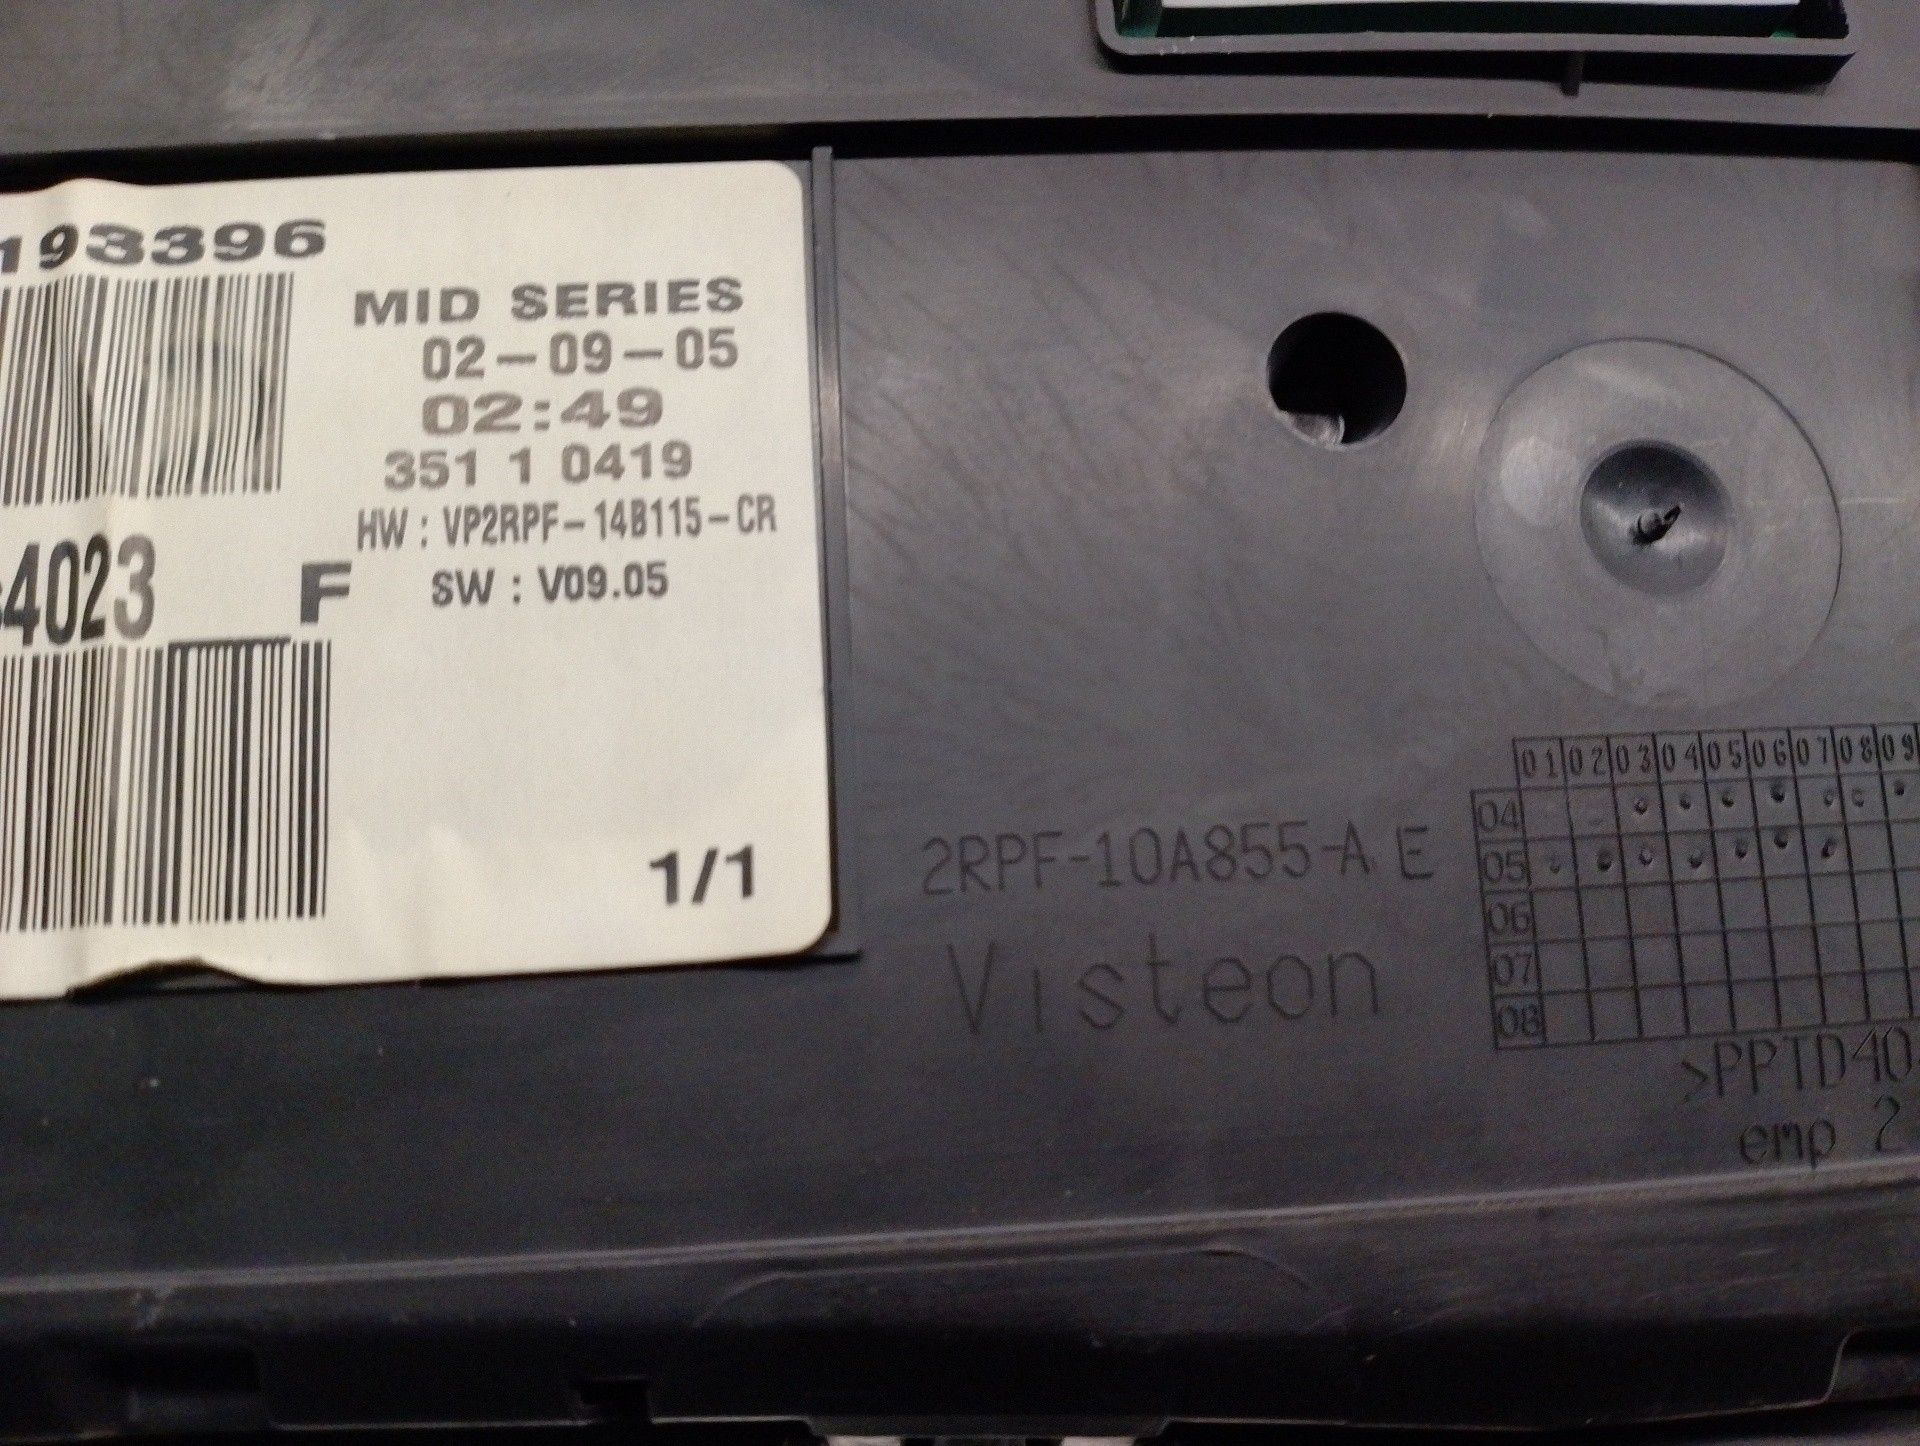 193396
MID SERIES
02-09-05
02:49
351 1 0419
HW : VP2RPF-14B115-CR
4023 F
SW : V09.05
1/1
2RPF-10A855-A E
Visteon
01 02 03 04 05 06 07 08 09
04
05
06
07
08
>PPTD40
emp 2